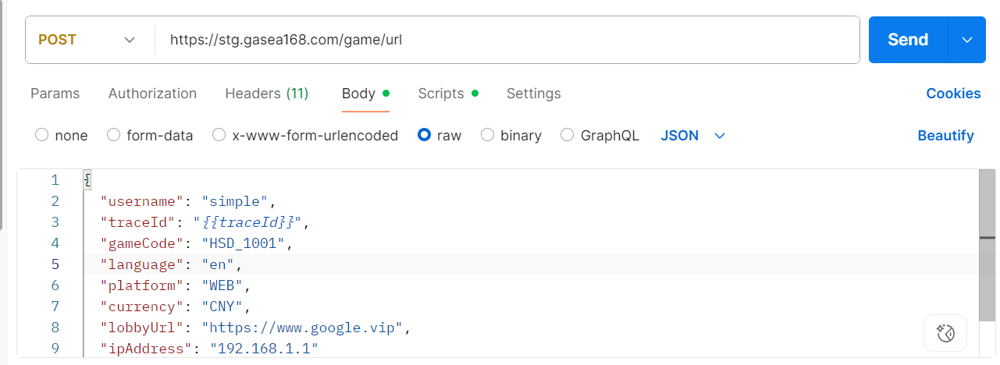 POST https://stg.gasea168.com/game/url Send
Params Authorization Headers (11) Body Scripts Settings Cookies
none form-data x-www-form-urlencoded raw binary GraphQL JSON Beautify
1 {
2 "username": "simple",
3 "traceId": "{{traceId}}",
4 "gameCode": "HSD_1001",
5 "language": "en",
6 "platform": "WEB",
7 "currency": "CNY",
8 "lobbyUrl": "https://www.google.vip",
9 "ipAddress": "192.168.1.1"